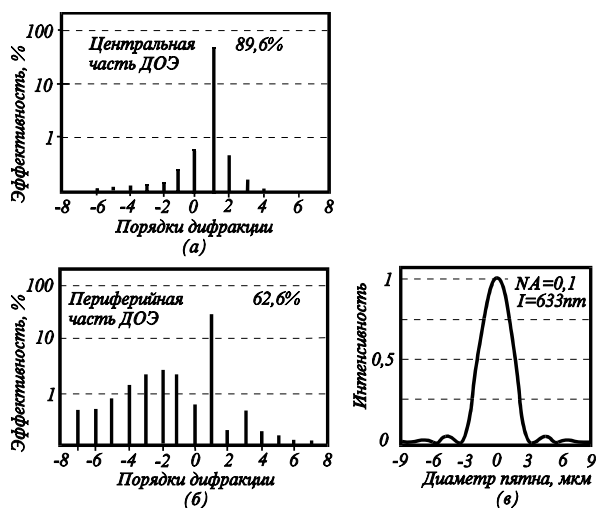 Эффективность, %
100
10
1
Центральная 89,6%
часть ДОЭ
-8 -6 -4 -2 0 2 4 6 8
Порядки дифракции
(а)
Эффективность, %
100
10
1
Периферийная 62,6%
часть ДОЭ
-8 -6 -4 -2 0 2 4 6 8
Порядки дифракции
(б)
Интенсивность
1
0,5
0
NA=0,1
I=633nm
-9 -6 -3 0 3 6 9
Диаметр пятна, мкм
(в)